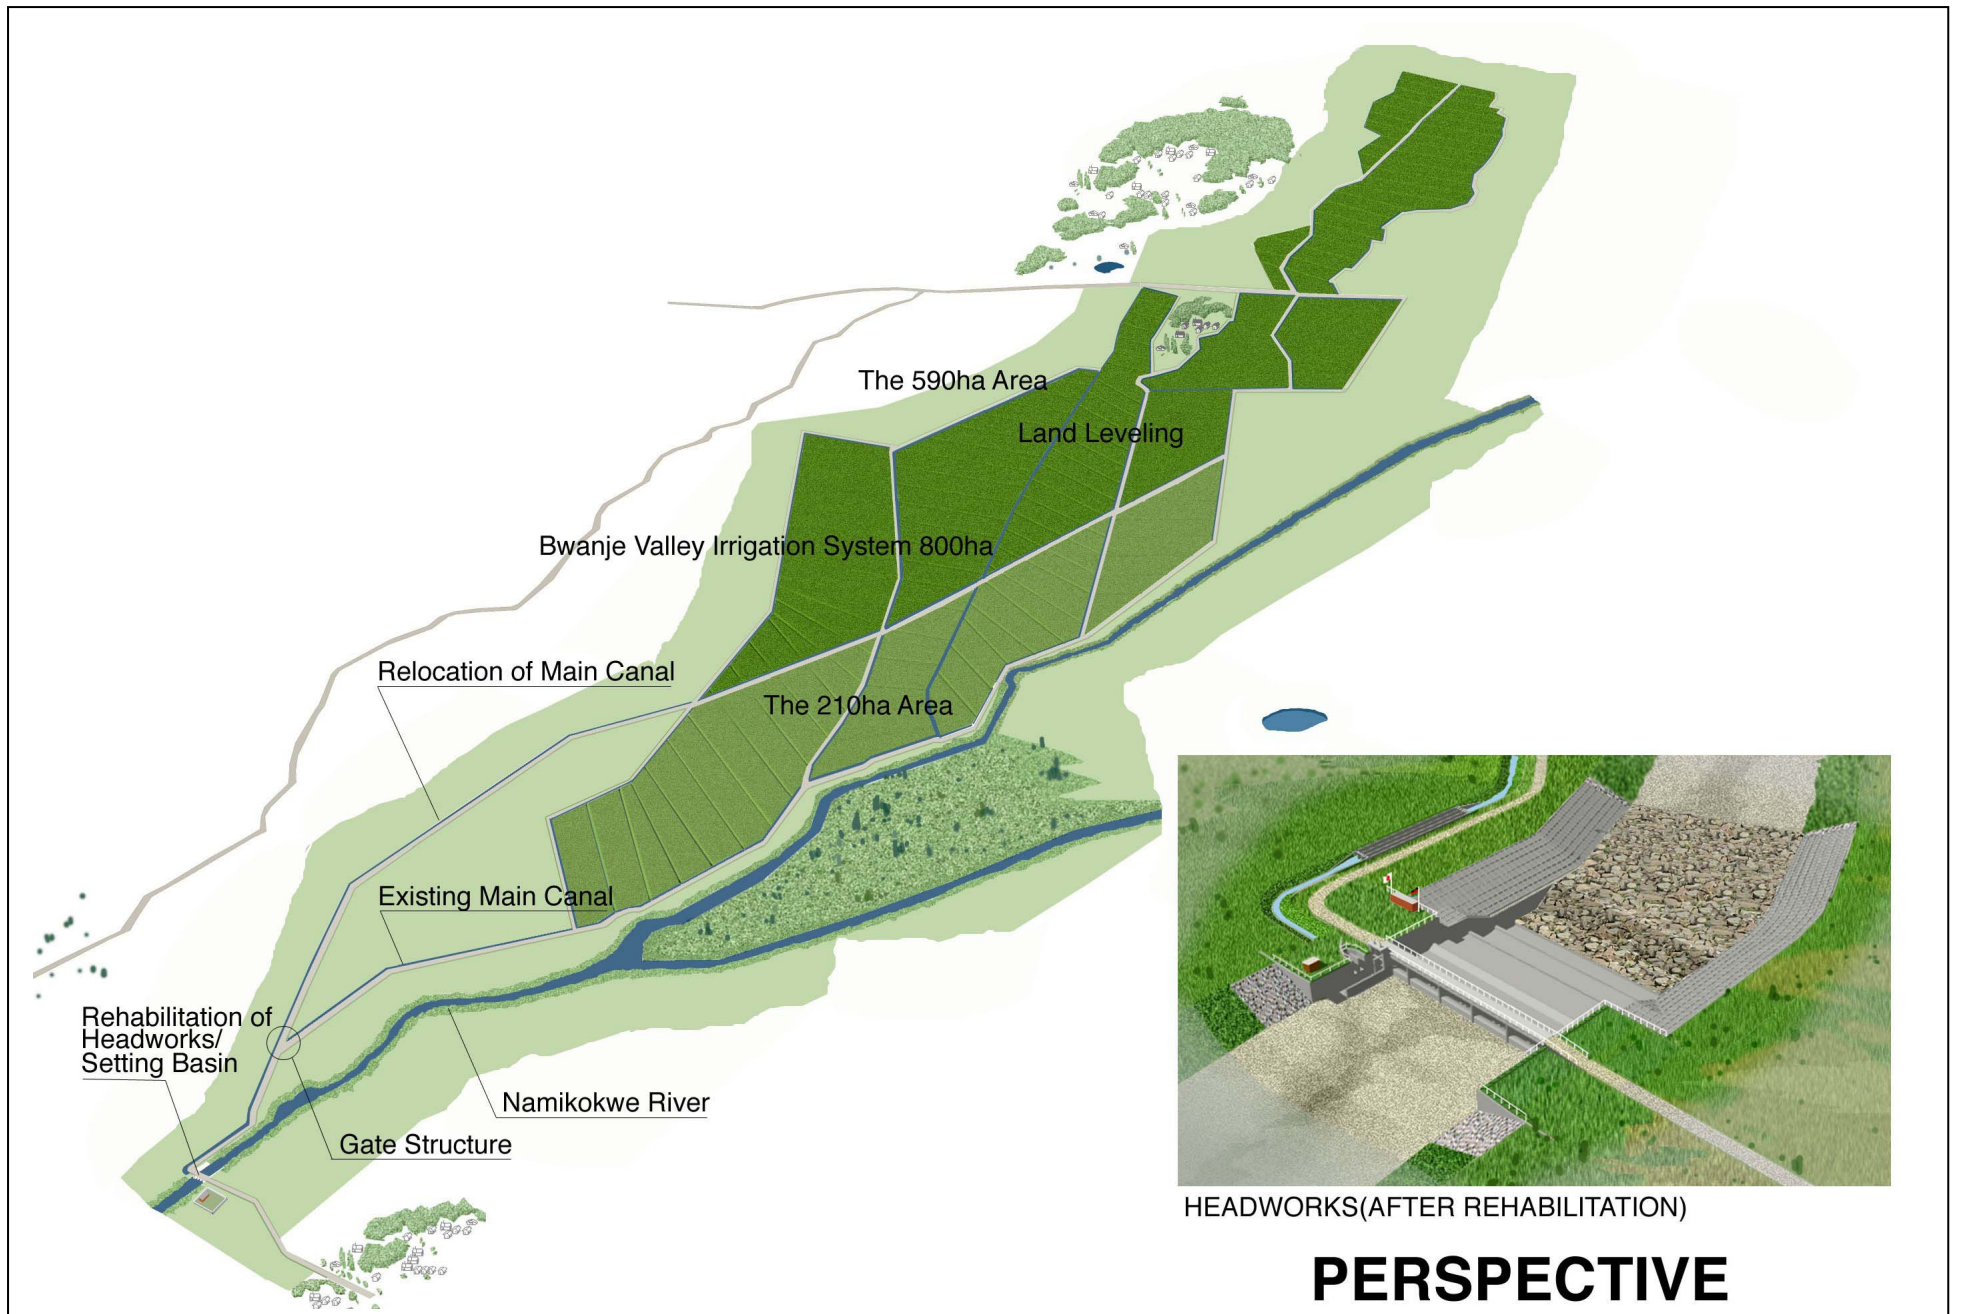 The 590ha Area
Land Leveling
Bwanje Valley Irrigation System 800ha
Relocation of Main Canal
The 210ha Area
Existing Main Canal
Rehabilitation of
Headworks/
Setting Basin
Namikokwe River
Gate Structure
HEADWORKS(AFTER REHABILITATION)
PERSPECTIVE